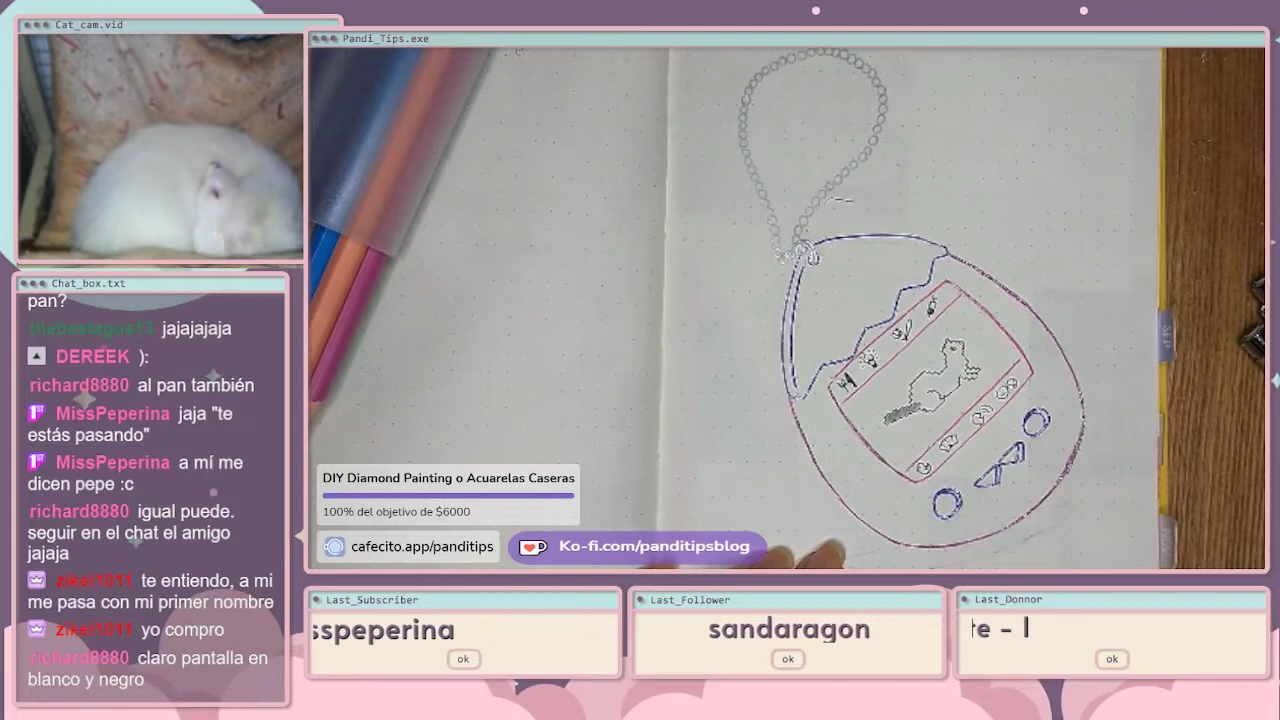 Cat_cam.vid
Pandi_Tips.exe
Chat_box.txt
pan?
thebestagua13 jajajajaja
DEREEK ):
richard8880 al pan también
MissPeperina jaja "te
estás pasando"
MissPeperina a mí me
dicen pepe :c
richard8880 igual puede.
seguir en el chat el amigo
jajaja
zikel1011 te entiendo, a mi
me pasa con mi primer nombre
zikel1011 yo compro
richard8880 claro pantalla en
blanco y negro
SEP
NOV
DIY Diamond Painting o Acuarelas Caseras
100% del objetivo de $6000
cafecito.app/panditips
Ko-fi.com/panditipsblog
Last_Subscriber
sspeperina
ok
Last_Follower
sandaragon
ok
Last_Donnor
te - l
ok